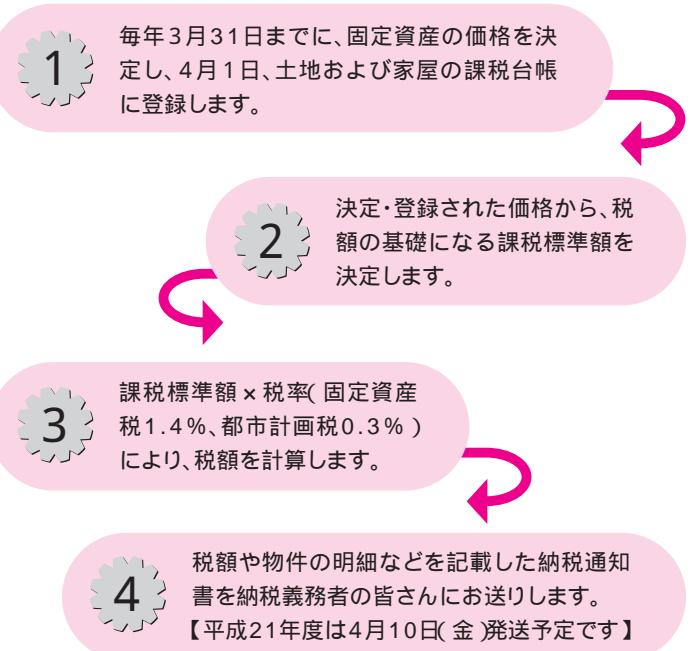 1
毎年3月31日までに、固定資産の価格を決
定し、4月1日、土地および家屋の課税台帳
に登録します。
2
決定・登録された価格から、税
額の基礎になる課税標準額を
決定します。
3
課税標準額×税率(固定資産
税1.4%、都市計画税0.3%)
により、税額を計算します。
4
税額や物件の明細などを記載した納税通知
書を納税義務者の皆さんにお送りします。
【平成21年度は4月10日(金)発送予定です】